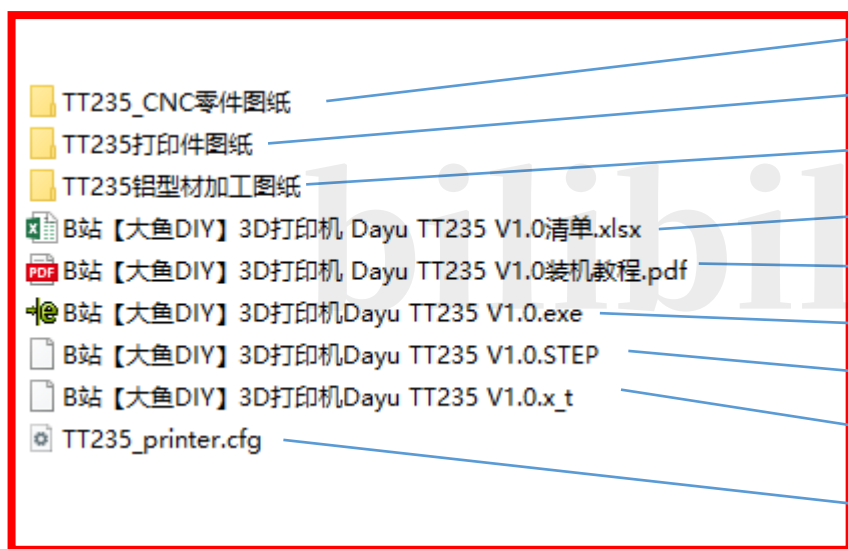 TT235_CNC零件图纸
TT235打印件图纸
TT235铝型材加工图纸
B站【大鱼DIY】3D打印机 Dayu TT235 V1.0清单.xlsx
PDF B站【大鱼DIY】3D打印机 Dayu TT235 V1.0装机教程.pdf
B站【大鱼DIY】3D打印机Dayu TT235 V1.0.exe
B站【大鱼DIY】3D打印机Dayu TT235 V1.0.STEP
B站【大鱼DIY】3D打印机Dayu TT235 V1.0.x_t
TT235_printer.cfg
bilibil